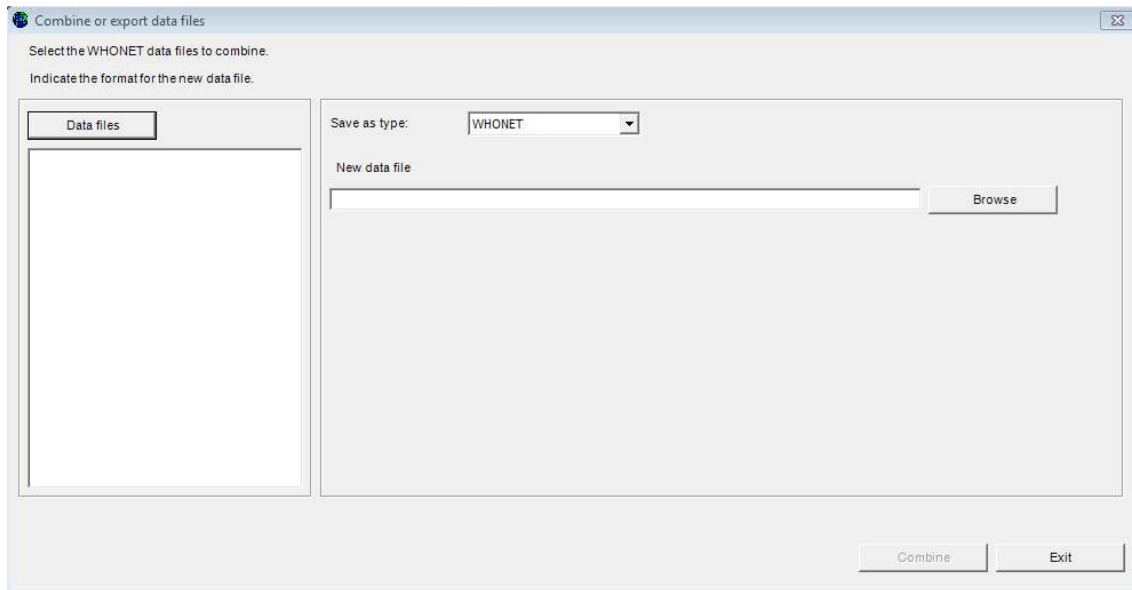 Combine or export data files
Select the WHONET data files to combine.
Indicate the format for the new data file.
Data files
Save as type: WHONET
New data file
Browse
Combine Exit